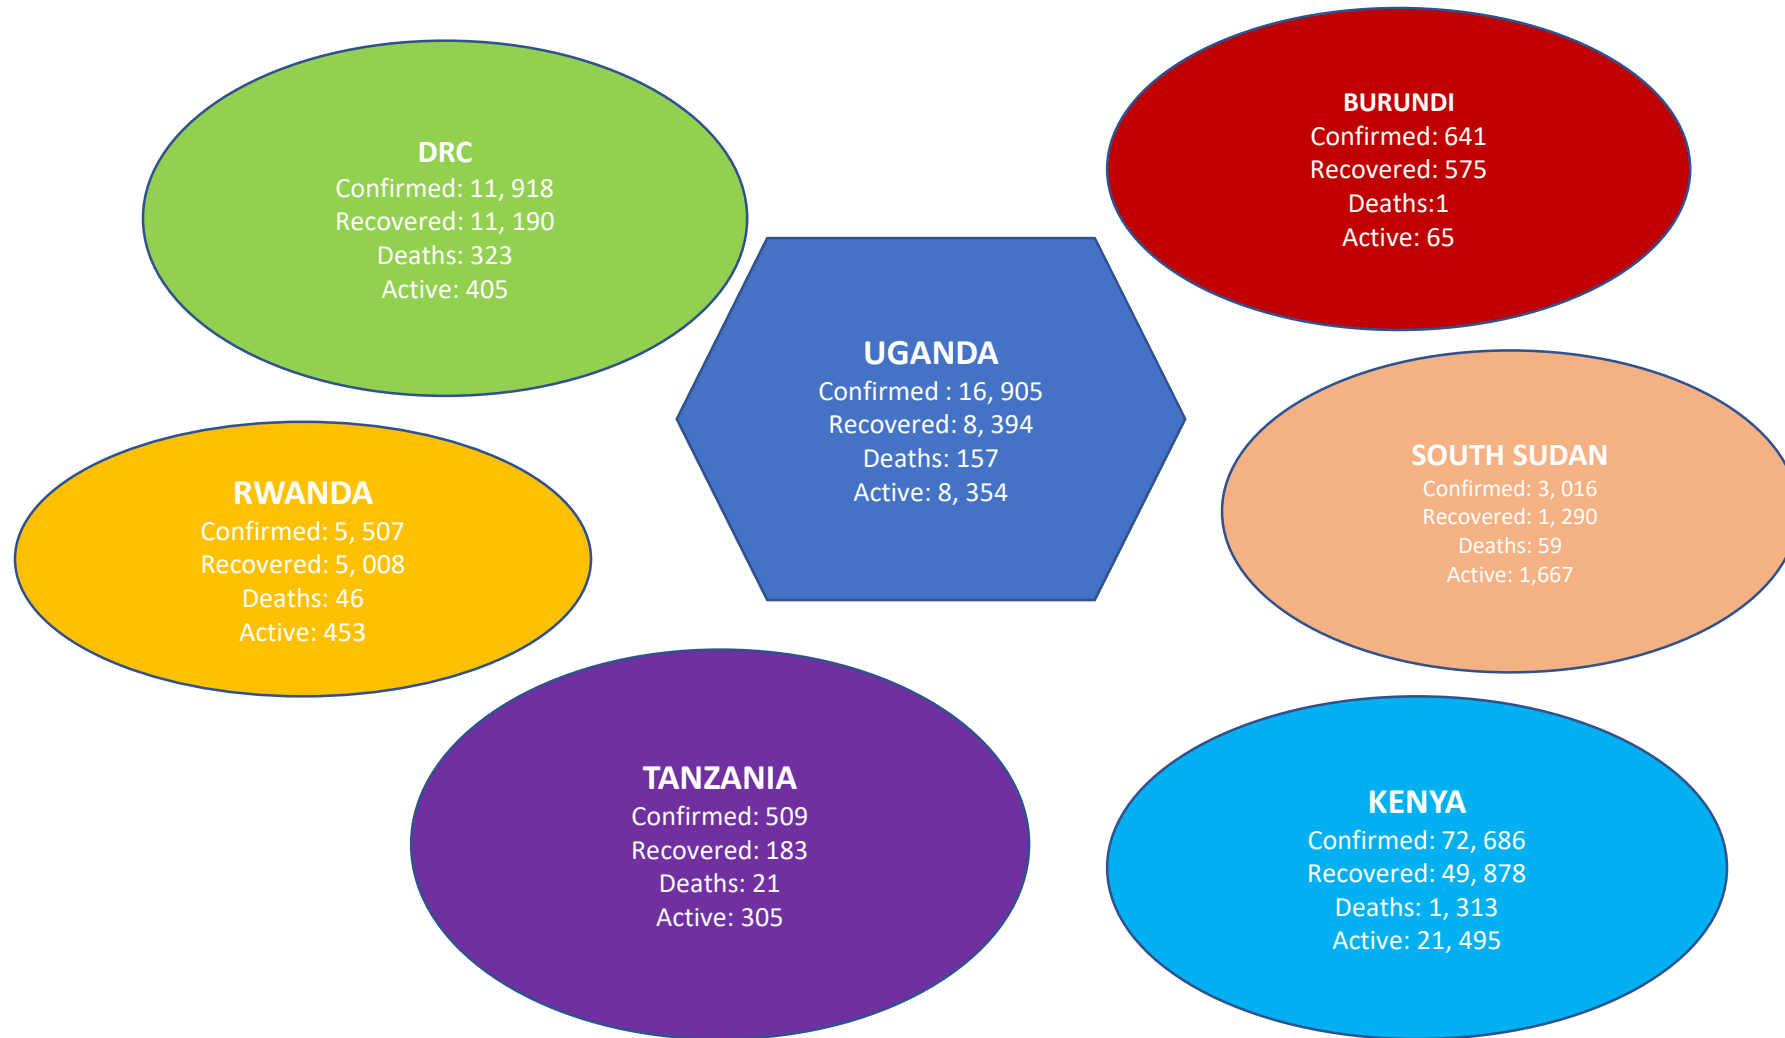 DRC
Confirmed: 11, 918
Recovered: 11, 190
Deaths: 323
Active: 405
BURUNDI
Confirmed: 641
Recovered: 575
Deaths:1
Active: 65
UGANDA
Confirmed : 16, 905
Recovered: 8, 394
Deaths: 157
Active: 8, 354
RWANDA
Confirmed: 5, 507
Recovered: 5, 008
Deaths: 46
Active: 453
SOUTH SUDAN
Confirmed: 3, 016
Recovered: 1, 290
Deaths: 59
Active: 1,667
TANZANIA
Confirmed: 509
Recovered: 183
Deaths: 21
Active: 305
KENYA
Confirmed: 72, 686
Recovered: 49, 878
Deaths: 1, 313
Active: 21, 495